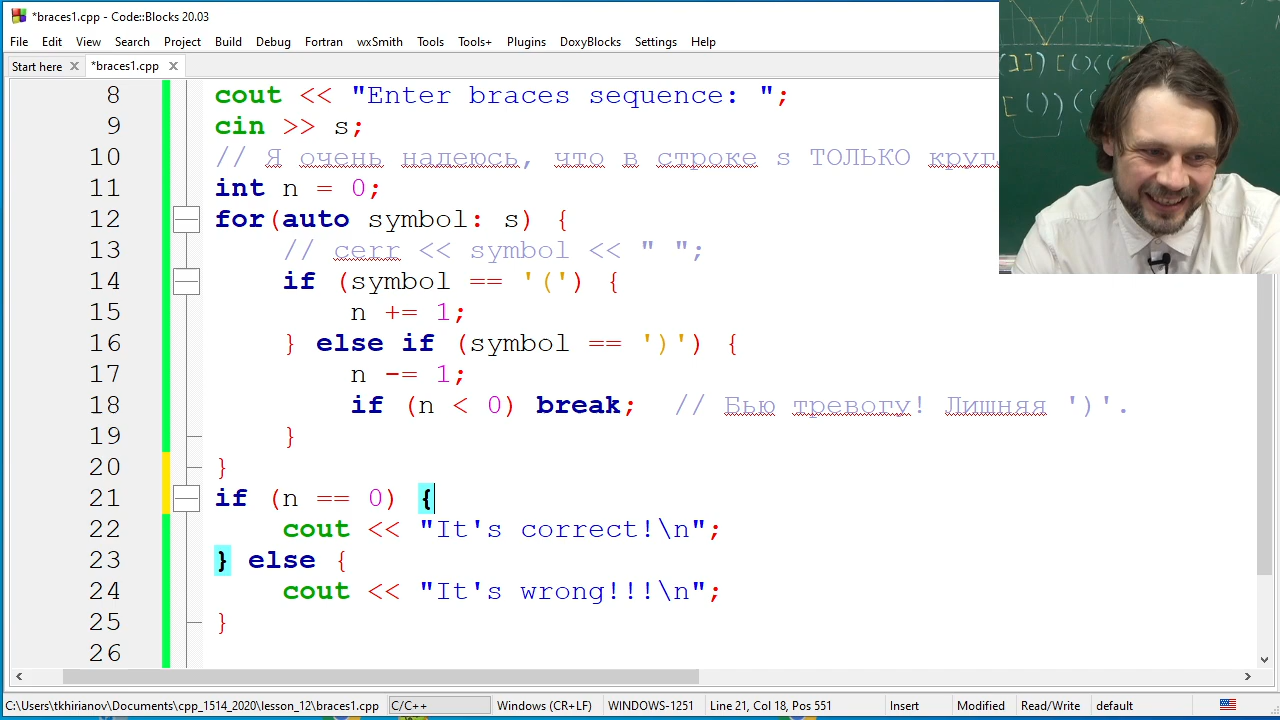 *braces1.cpp - Code::Blocks 20.03
File Edit View Search Project Build Debug Fortran wxSmith Tools Tools+ Plugins DoxyBlocks Settings Help
Start here *braces1.cpp
8 cout << "Enter braces sequence: ";
9 cin >> s;
10 // Я очень надеюсь, что в строке s ТОЛЬКО
11 int n = 0;
12 for(auto symbol: s) {
13 // cerr << symbol << " ";
14 if (symbol == '(') {
15 n += 1;
16 } else if (symbol == ')') {
17 n -= 1;
18 if (n < 0) break; // Бью тревогу! Лишняя ')'.
19 }
20 }
21 if (n == 0) {
22 cout << "It's correct!\n";
23 } else {
24 cout << "It's wrong!!!\n";
25 }
26
C:\Users\tkhirianov\Documents\cpp_1514_2020\lesson_12\braces1.cpp C/C++ Windows (CR+LF) WINDOWS-1251 Line 21, Col 18, Pos 551 Insert Modified Read/Write default